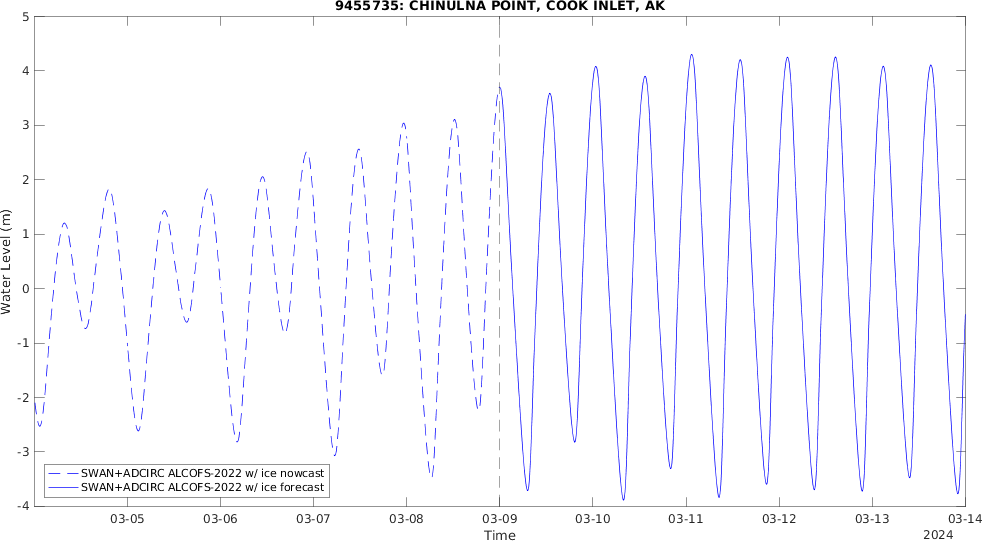 9455735: CHINULNA POINT, COOK INLET, AK
5
4
3
2
1
0
-1
-2
-3
-4
Water Level (m)
SWAN+ADCIRC ALCOFS-2022 w/ ice nowcast
SWAN+ADCIRC ALCOFS-2022 w/ ice forecast
03-05 03-06 03-07 03-08 03-09 03-10 03-11 03-12 03-13 03-14
Time
2024